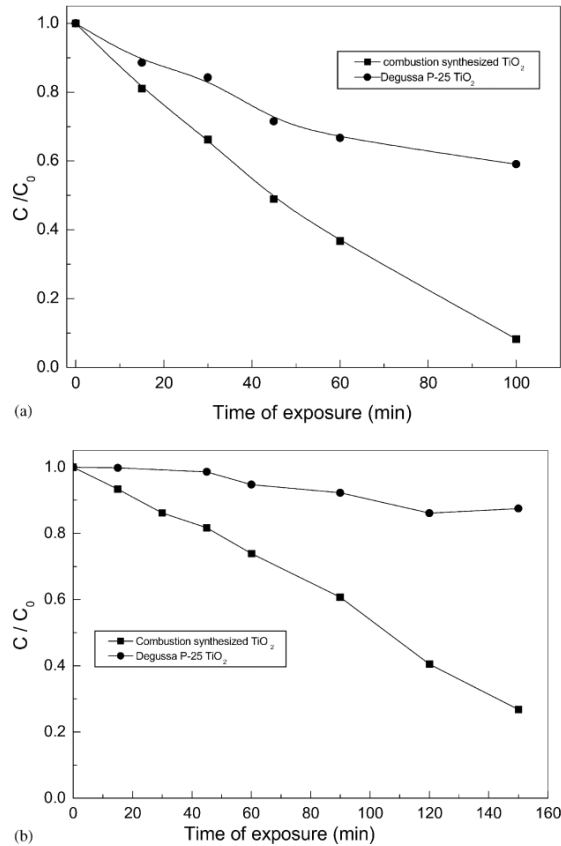 1.0
0.8
0.6
0.4
0.2
0.0
C /C₀
combustion synthesized TiO₂
Degussa P-25 TiO₂
0 20 40 60 80 100
(a)
Time of exposure (min)
1.0
0.8
0.6
0.4
0.2
0.0
C / C₀
Combustion synthesized TiO₂
Degussa P-25 TiO₂
0 20 40 60 80 100 120 140 160
(b)
Time of exposure (min)